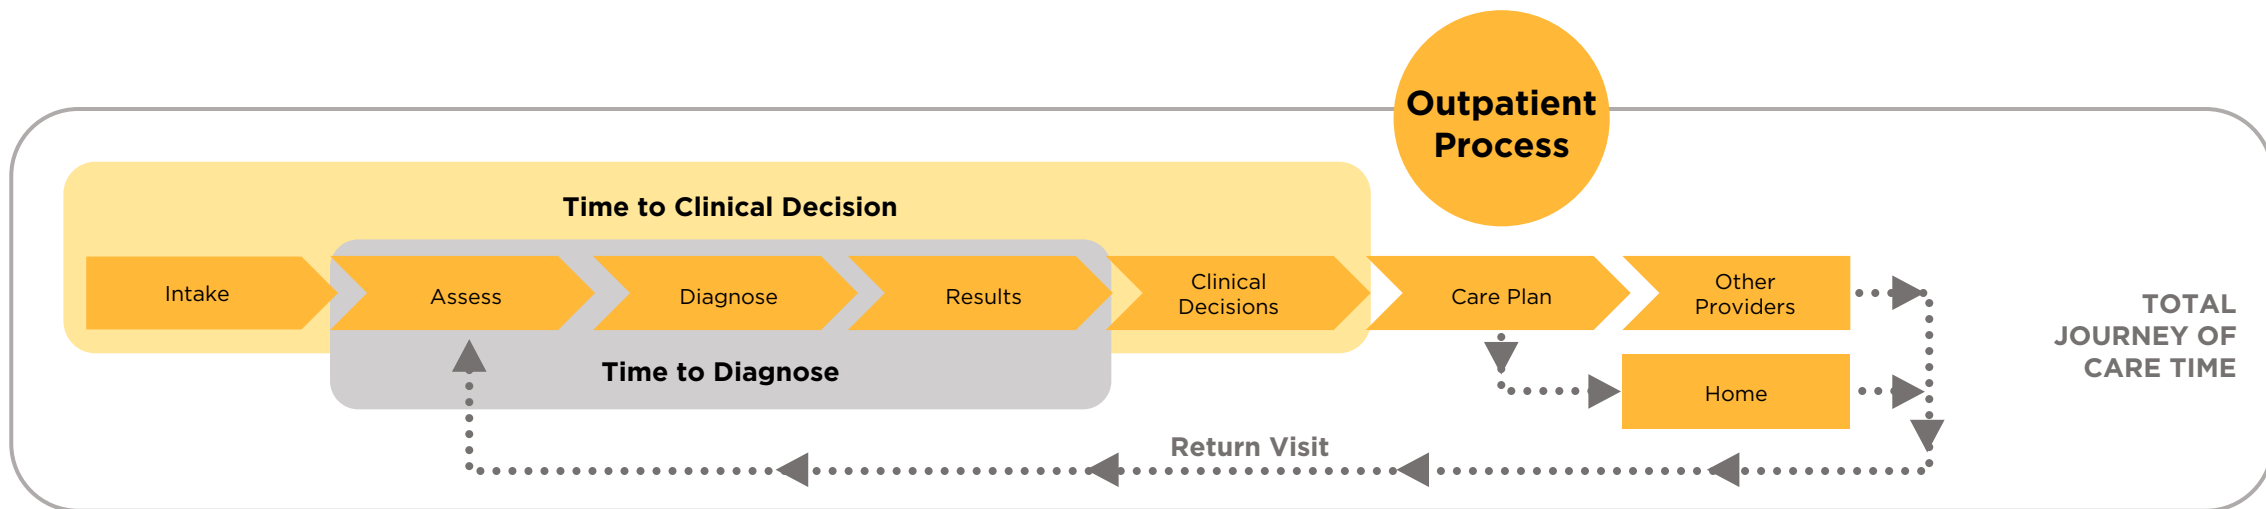 Outpatient
Process
Time to Clinical Decision
Intake
Assess
Diagnose
Results
Clinical
Decisions
Care Plan
Other
Providers
TOTAL
JOURNEY OF
CARE TIME
Time to Diagnose
Home
Return Visit